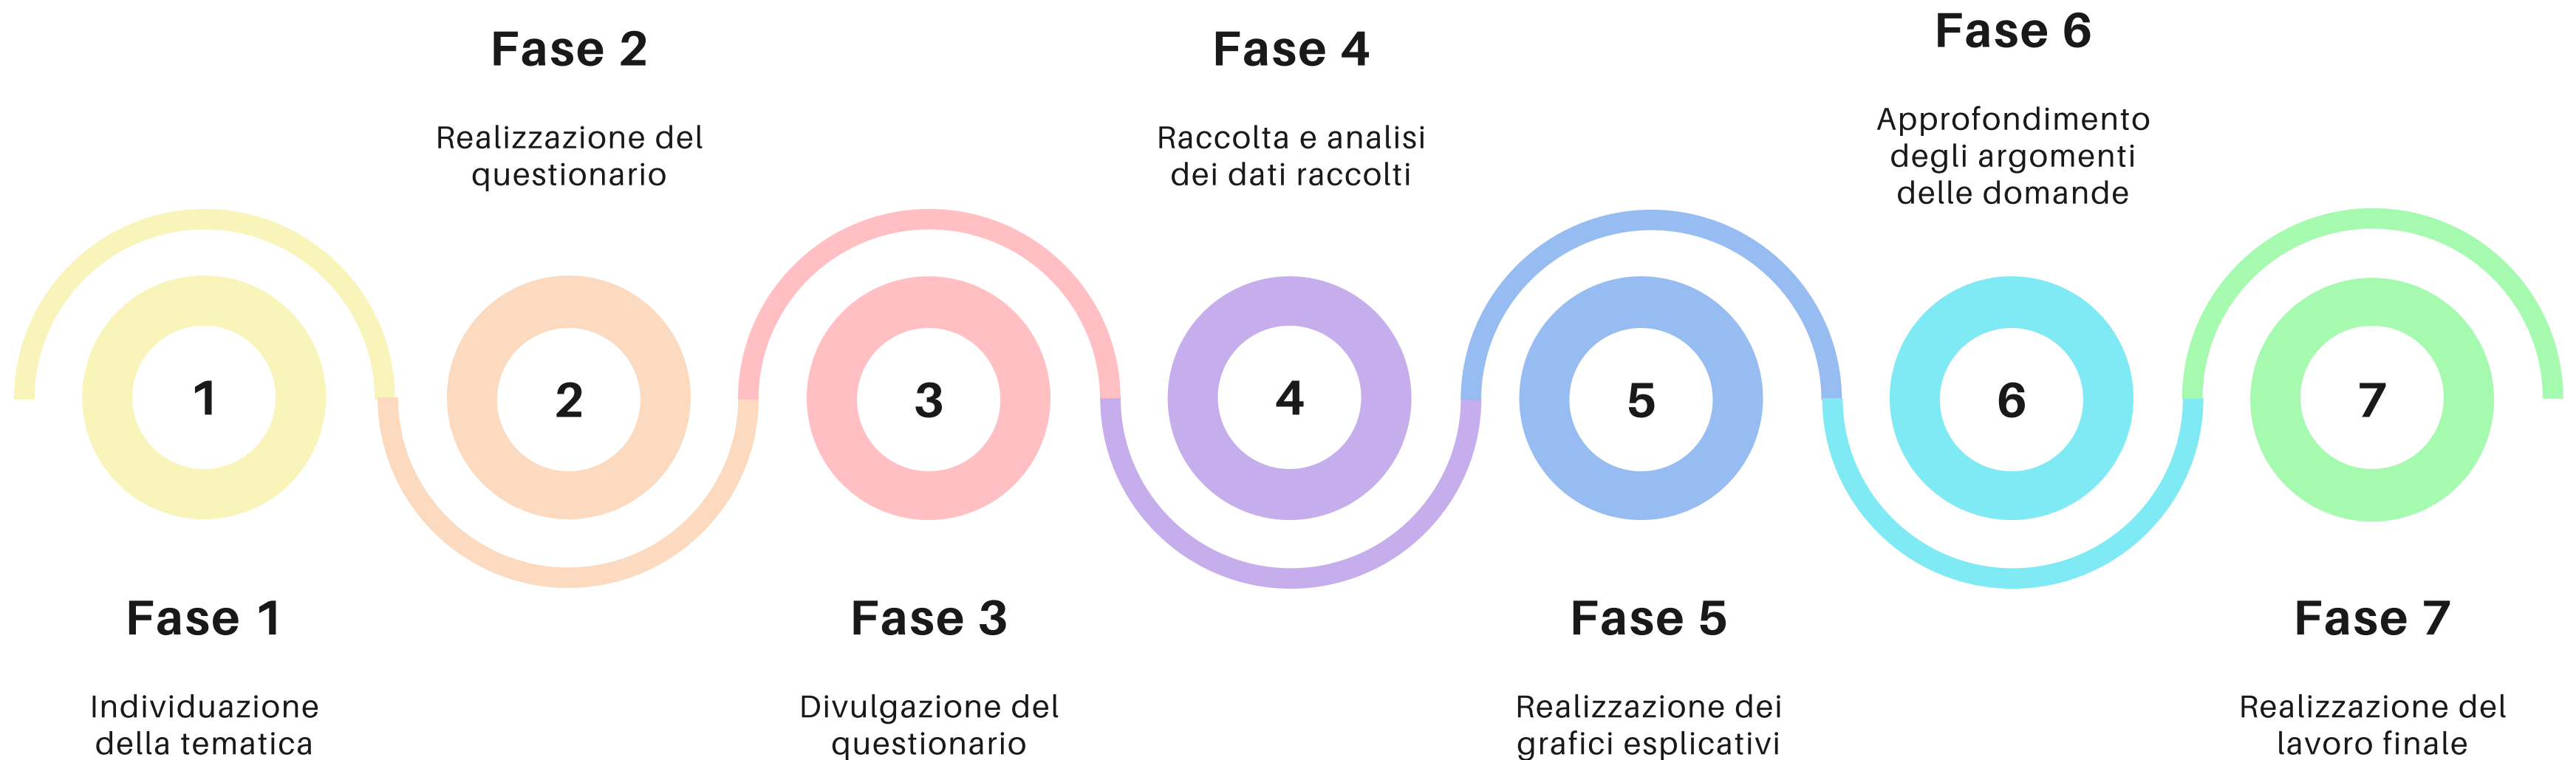 Fase 1
Individuazione
della tematica
1
Fase 2
Realizzazione del
questionario
2
Fase 3
Divulgazione del
questionario
3
Fase 4
Raccolta e analisi
dei dati raccolti
4
Fase 5
Realizzazione dei
grafici esplicativi
5
Fase 6
Approfondimento
degli argomenti
delle domande
6
Fase 7
Realizzazione del
lavoro finale
7